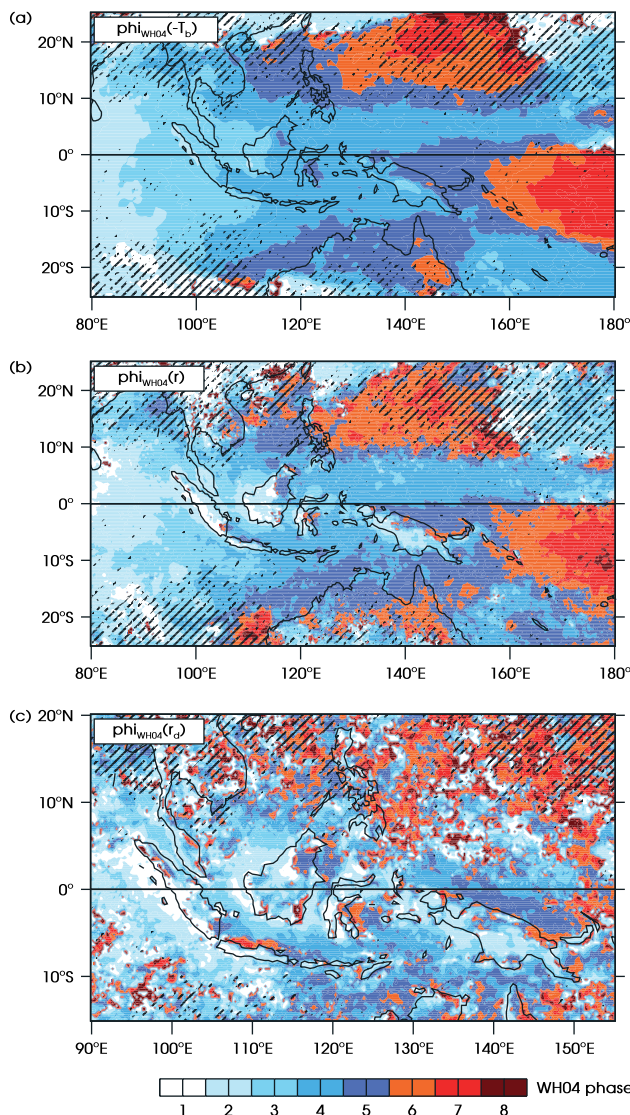 (a)
phiWH04(-Tb)
20°N
10°N
0°
10°S
20°S
80°E 100°E 120°E 140°E 160°E 180°
(b)
phiWH04(r)
20°N
10°N
0°
10°S
20°S
80°E 100°E 120°E 140°E 160°E 180°
(c)
phiWH04(rd)
20°N
10°N
0°
10°S
90°E 100°E 110°E 120°E 130°E 140°E 150°E
WH04 phase
1 2 3 4 5 6 7 8